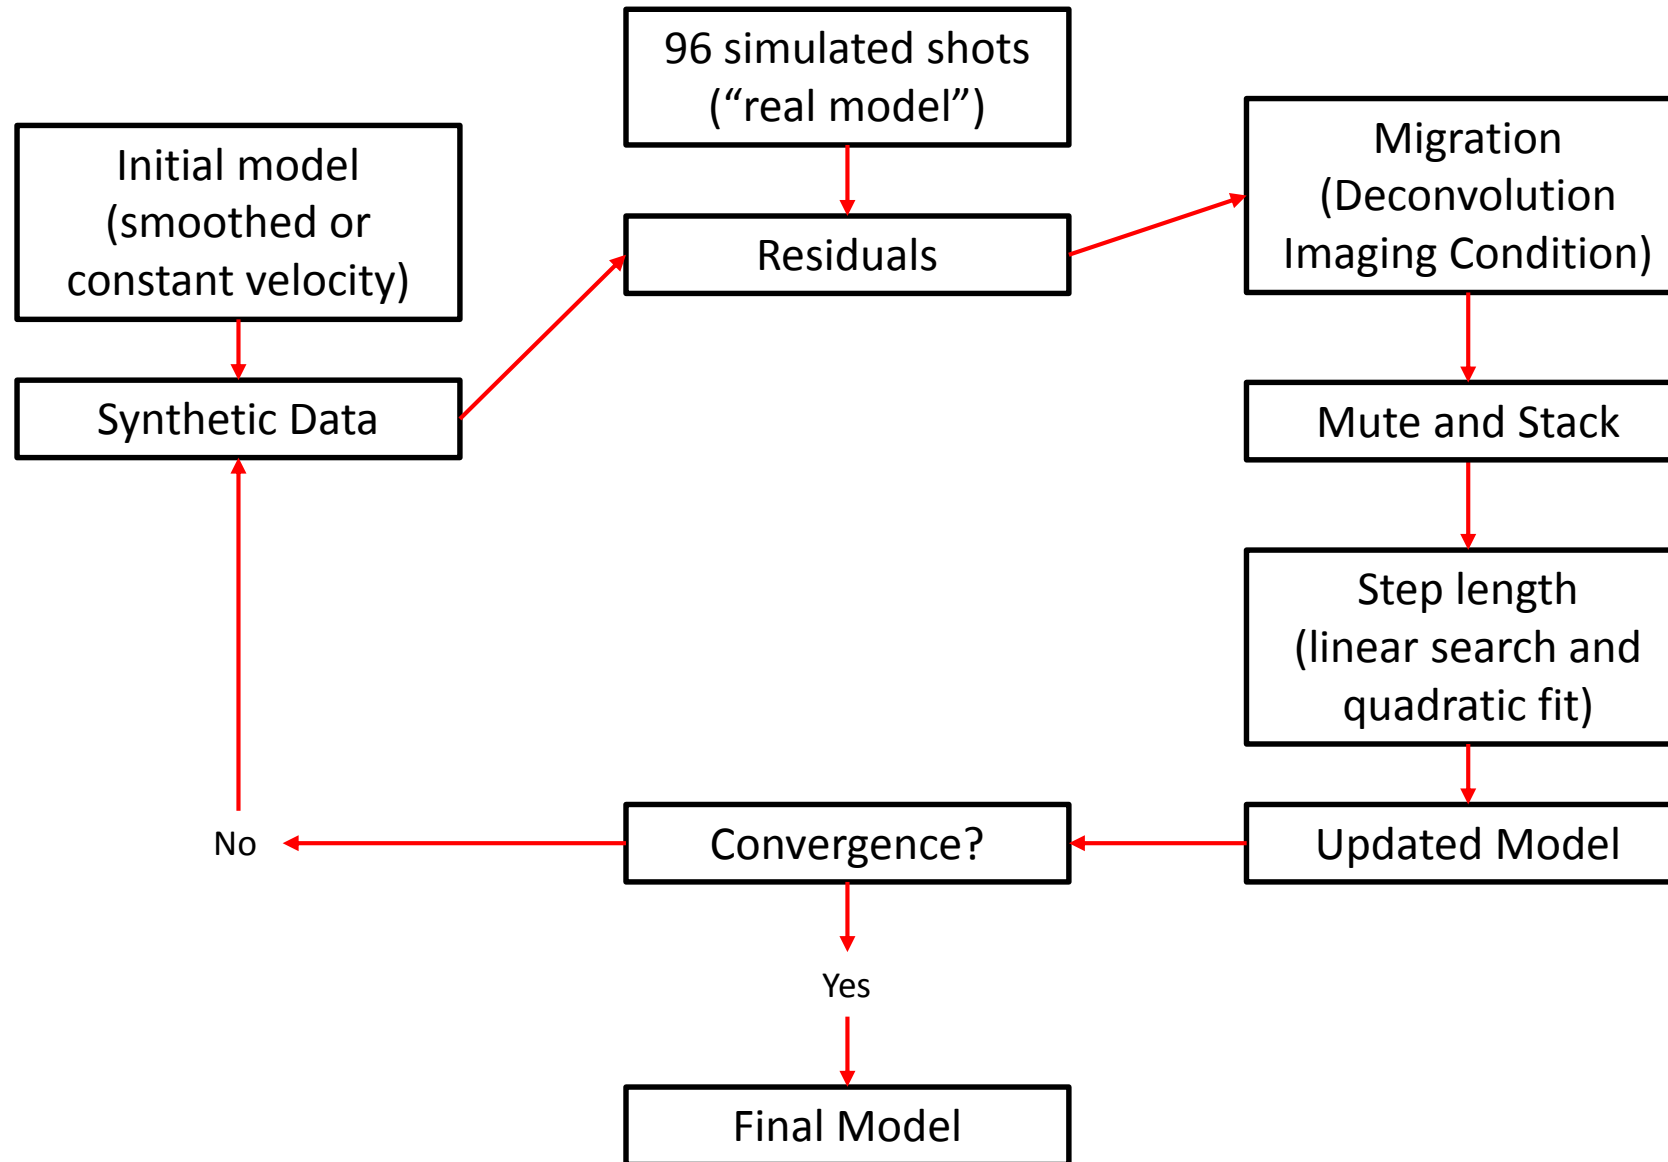 96 simulated shots
(“real model”)
Initial model
(smoothed or
constant velocity)
Migration
(Deconvolution
Imaging Condition)
Residuals
Synthetic Data
Mute and Stack
Step length
(linear search and
quadratic fit)
No
Convergence?
Updated Model
Yes
Final Model